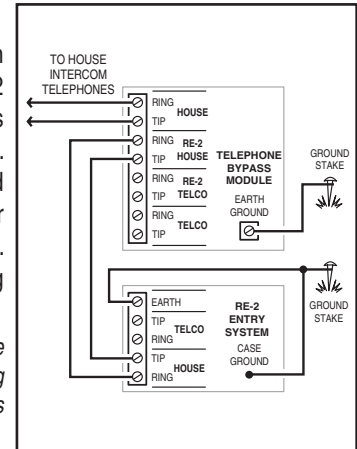 TO HOUSE
INTERCOM
TELEPHONES
RING
HOUSE
TIP
RING RE-2
TIP HOUSE
RING RE-2
TIP TELCO
RING
TELCO
TIP
TELEPHONE
BYPASS
MODULE
EARTH
GROUND
GROUND
STAKE
EARTH
TIP
TELCO
RING
TIP
HOUSE
RING
RE-2
ENTRY
SYSTEM
CASE
GROUND
GROUND
STAKE